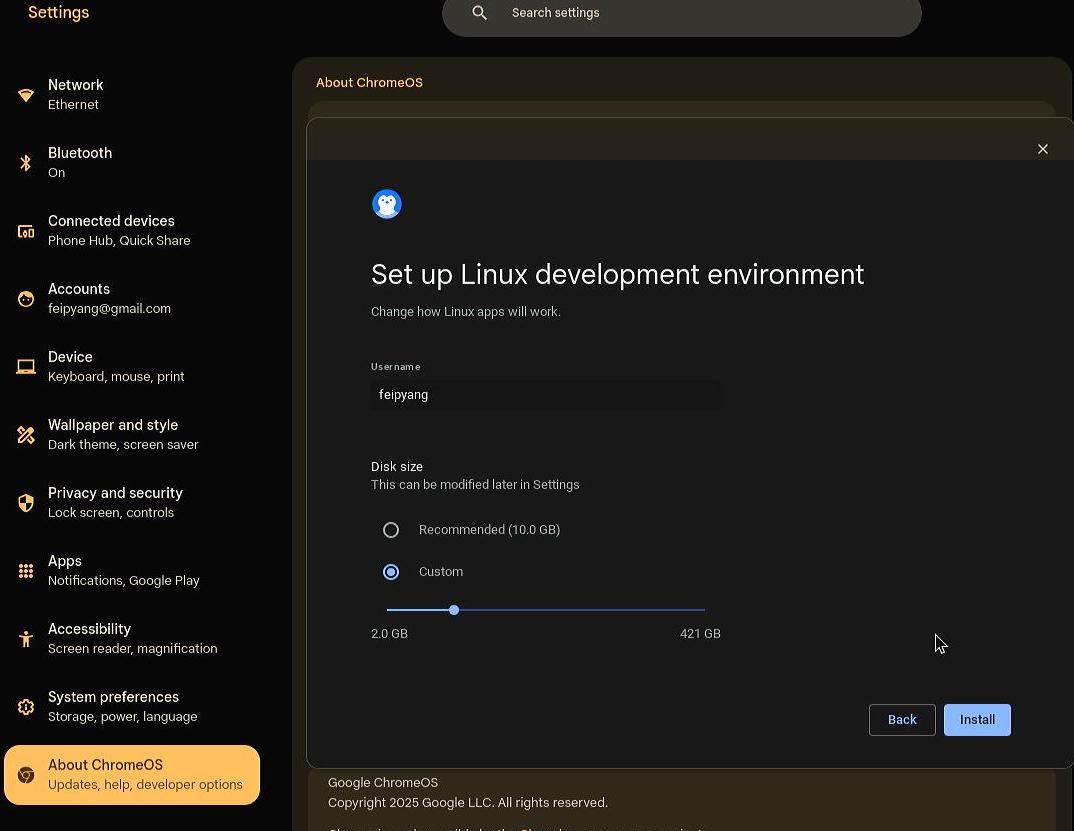 Settings
Search settings
Network
Ethernet
Bluetooth
On
Connected devices
Phone Hub, Quick Share
Accounts
feipyang@gmail.com
Device
Keyboard, mouse, print
Wallpaper and style
Dark theme, screen saver
Privacy and security
Lock screen, controls
Apps
Notifications, Google Play
Accessibility
Screen reader, magnification
System preferences
Storage, power, language
About ChromeOS
Updates, help, developer options
About ChromeOS
Set up Linux development environment
Change how Linux apps will work.
Username
feipyang
Disk size
This can be modified later in Settings
Recommended (10.0 GB)
Custom
2.0 GB 421 GB
Back Install
Google ChromeOS
Copyright 2025 Google LLC. All rights reserved.